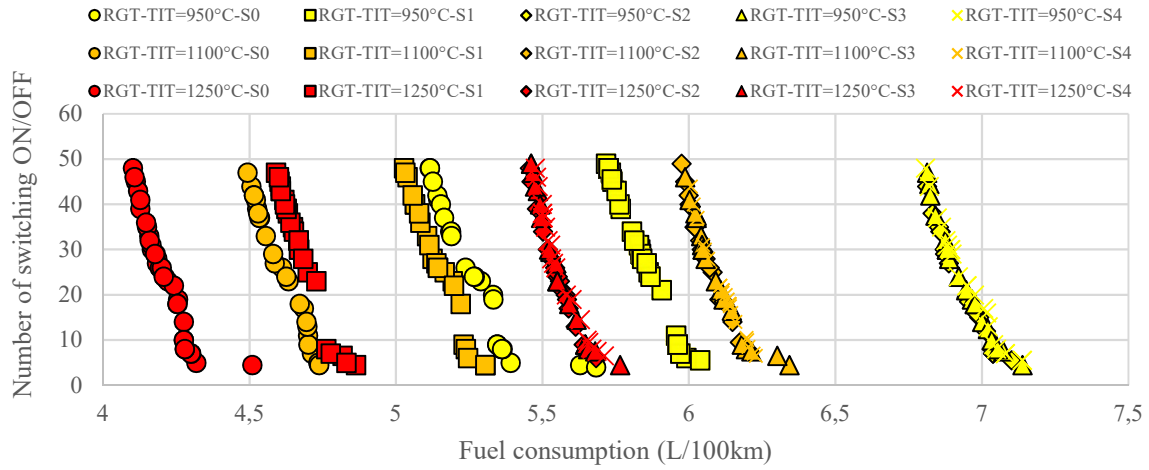 RGT-TIT=950°C-S0 RGT-TIT=950°C-S1 RGT-TIT=950°C-S2 RGT-TIT=950°C-S3 RGT-TIT=950°C-S4
RGT-TIT=1100°C-S0 RGT-TIT=1100°C-S1 RGT-TIT=1100°C-S2 RGT-TIT=1100°C-S3 RGT-TIT=1100°C-S4
RGT-TIT=1250°C-S0 RGT-TIT=1250°C-S1 RGT-TIT=1250°C-S2 RGT-TIT=1250°C-S3 RGT-TIT=1250°C-S4
Number of switching ON/OFF
60
50
40
30
20
10
0
4 4,5 5 5,5 6 6,5 7 7,5
Fuel consumption (L/100km)